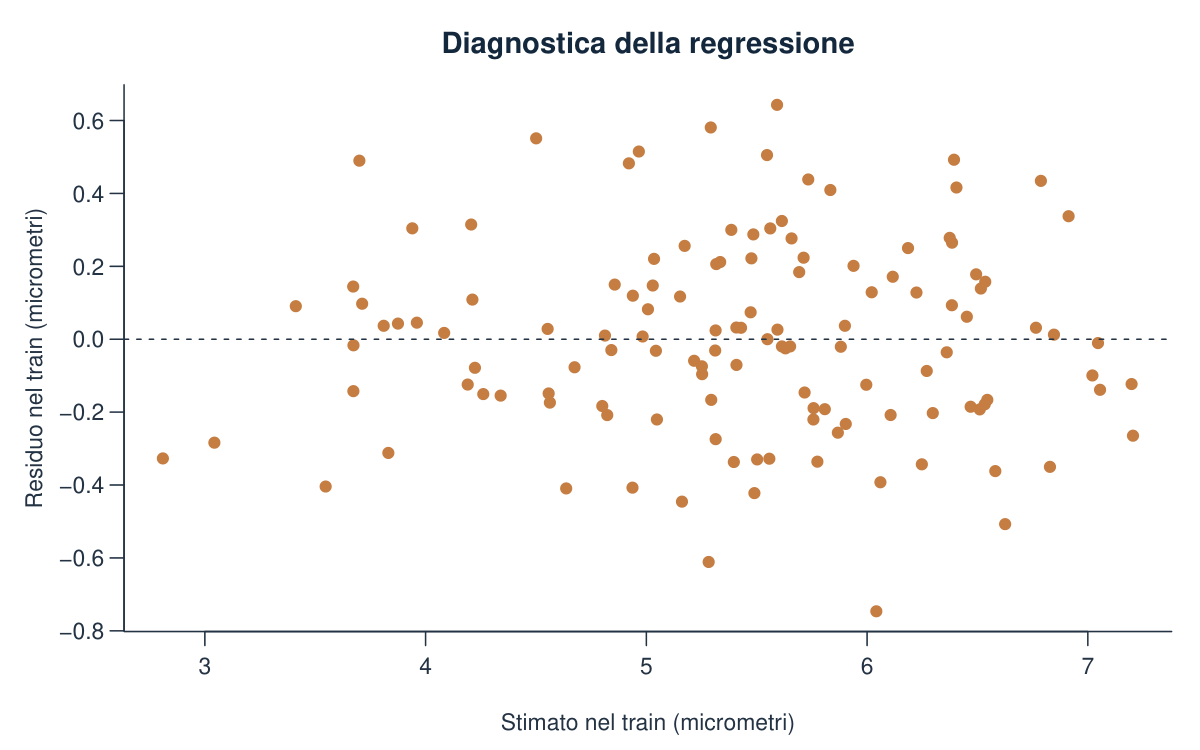 Diagnostica della regressione
Residuo nel train (micrometri)
0.6
0.4
0.2
0.0
−0.2
−0.4
−0.6
−0.8
3 4 5 6 7
Stimato nel train (micrometri)